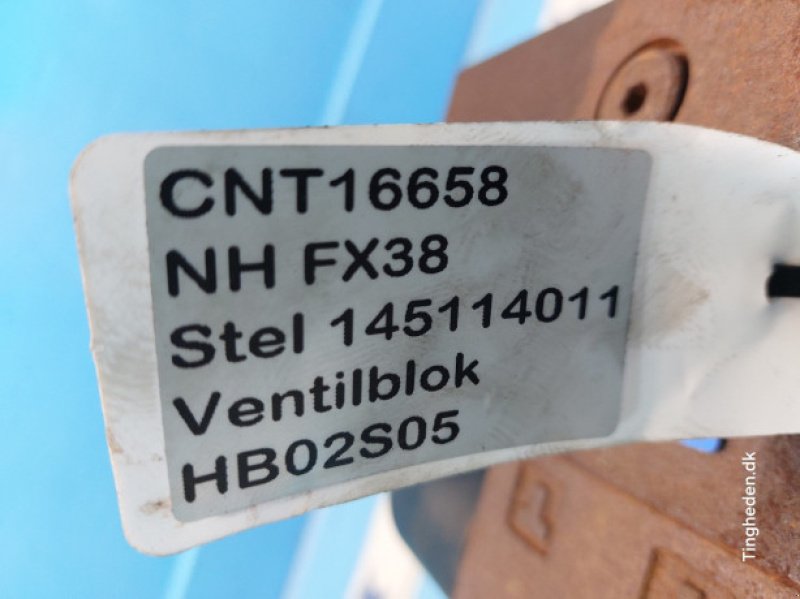 CNT16658
NH FX38
Stel 145114011
Ventilblok
HB02S05
Tingheden.dk